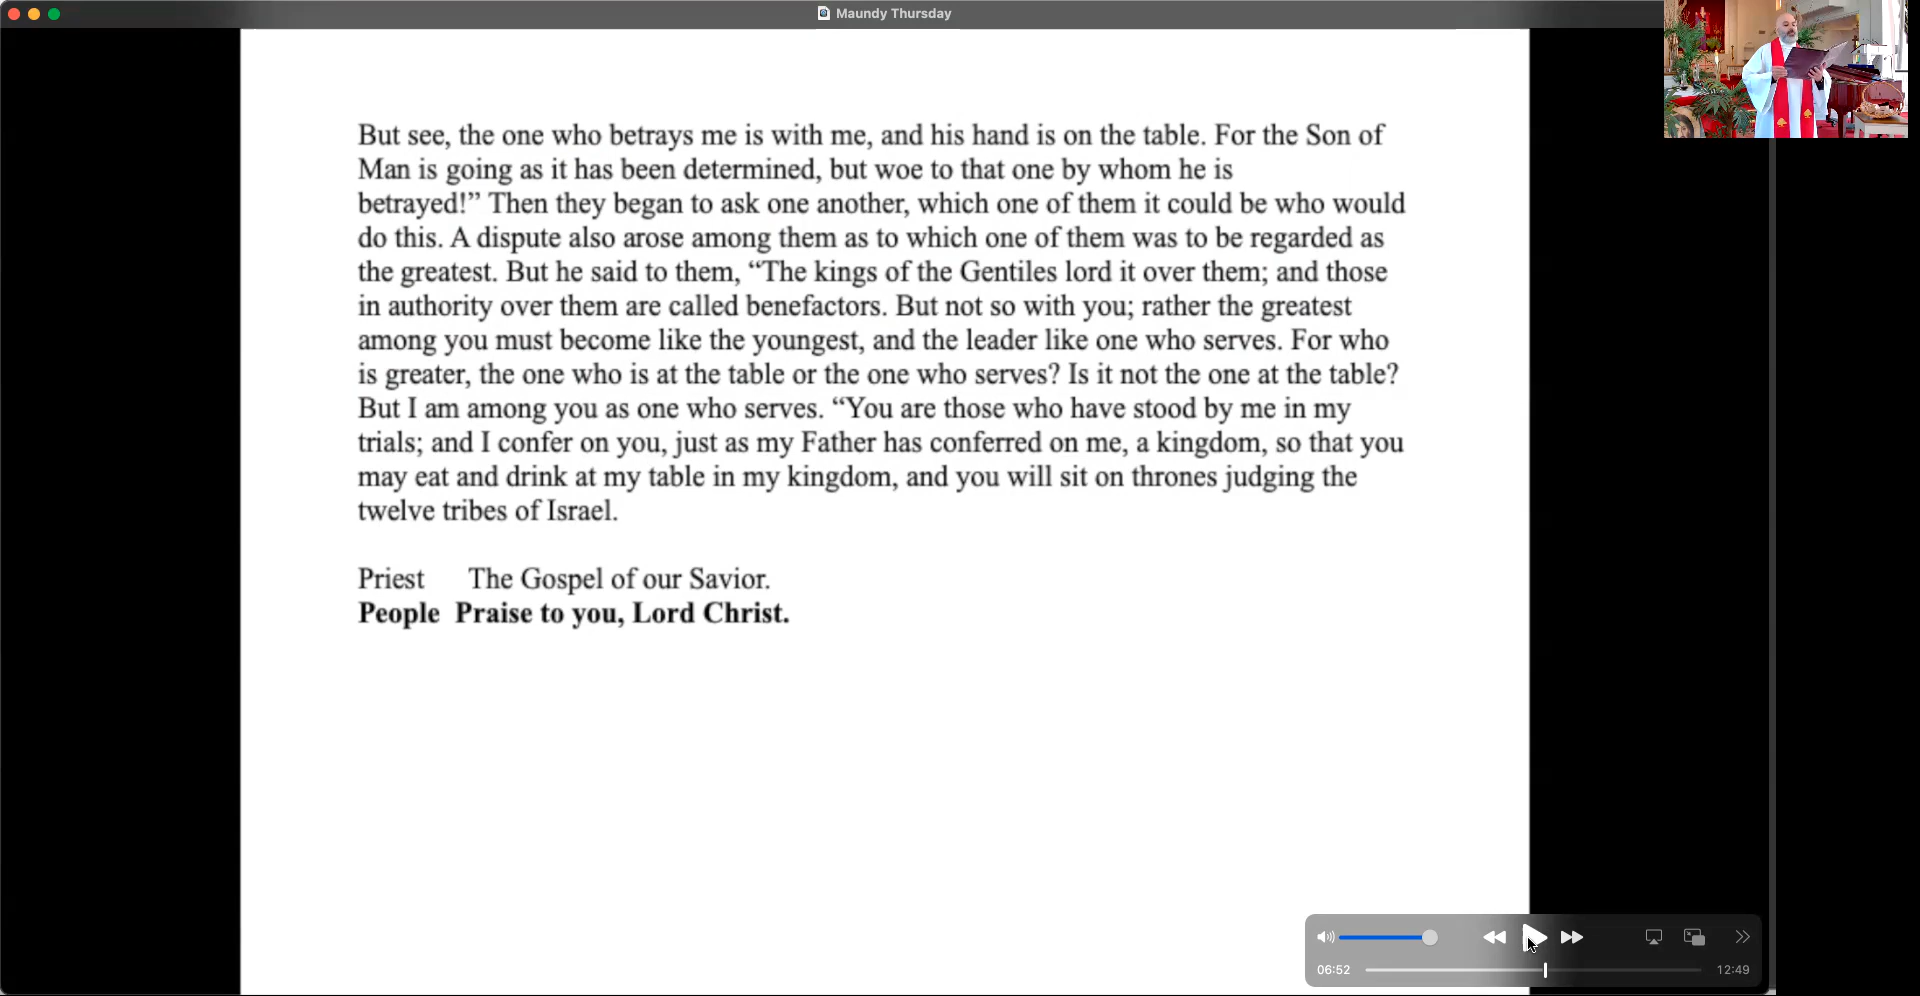 Maundy Thursday
But see, the one who betrays me is with me, and his hand is on the table. For the Son of
Man is going as it has been determined, but woe to that one by whom he is
betrayed!” Then they began to ask one another, which one of them it could be who would
do this. A dispute also arose among them as to which one of them was to be regarded as
the greatest. But he said to them, “The kings of the Gentiles lord it over them; and those
in authority over them are called benefactors. But not so with you; rather the greatest
among you must become like the youngest, and the leader like one who serves. For who
is greater, the one who is at the table or the one who serves? Is it not the one at the table?
But I am among you as one who serves. “You are those who have stood by me in my
trials; and I confer on you, just as my Father has conferred on me, a kingdom, so that you
may eat and drink at my table in my kingdom, and you will sit on thrones judging the
twelve tribes of Israel.
Priest The Gospel of our Savior.
People Praise to you, Lord Christ.
06:52 12:49